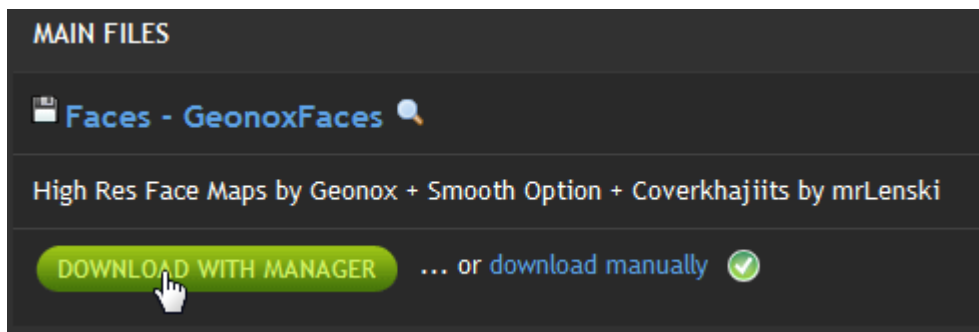 MAIN FILES
Faces - GeonoxFaces
High Res Face Maps by Geonox + Smooth Option + Coverkhajiits by mrLenski
DOWNLOAD WITH MANAGER ... or download manually